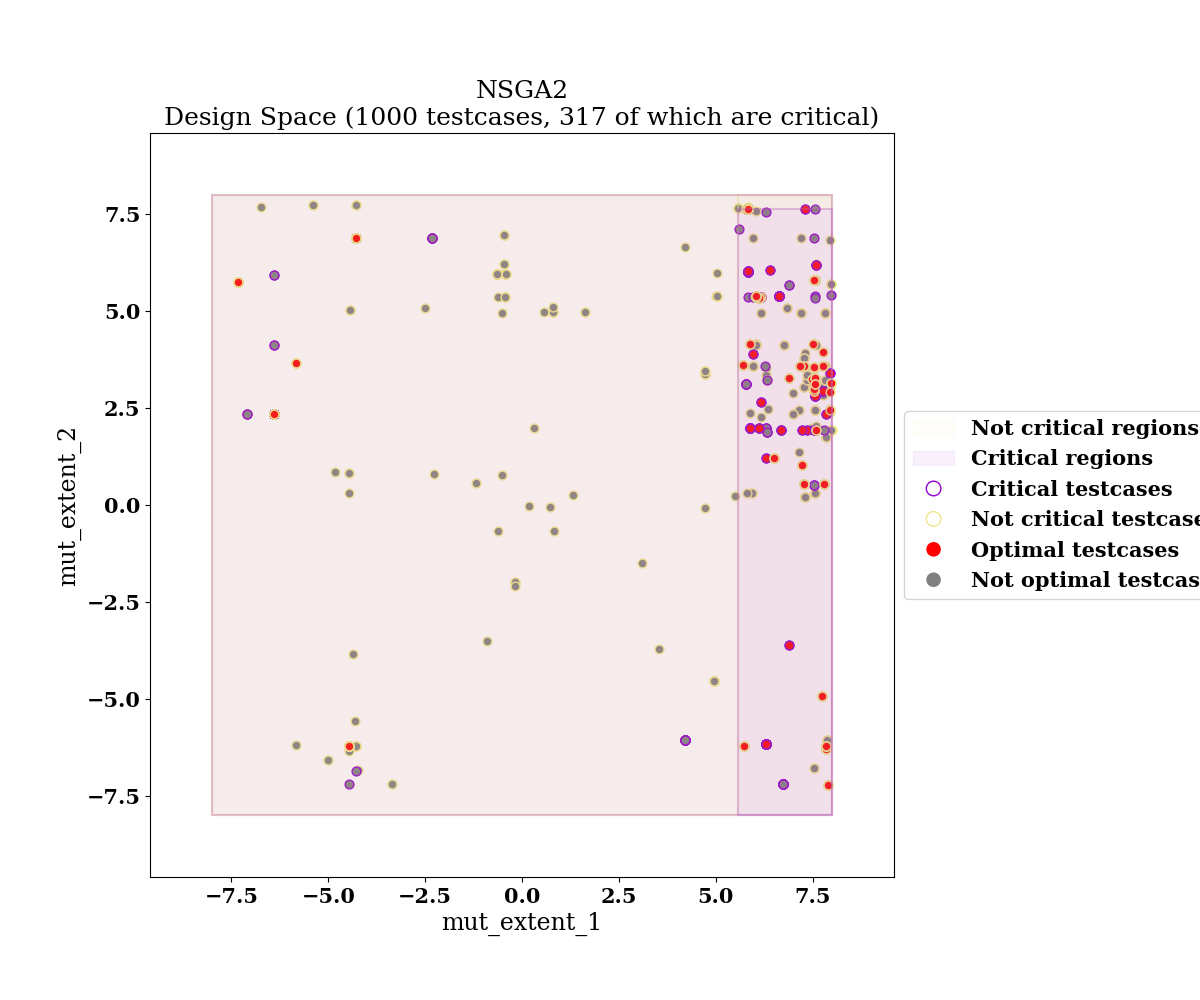 NSGA2
Design Space (1000 testcases, 317 of which are critical)
7.5
5.0
2.5
0.0
−2.5
−5.0
−7.5
mut_extent_2
−7.5 −5.0 −2.5 0.0 2.5 5.0 7.5
mut_extent_1
Not critical regions
Critical regions
Critical testcases
Not critical testcase
Optimal testcases
Not optimal testcas